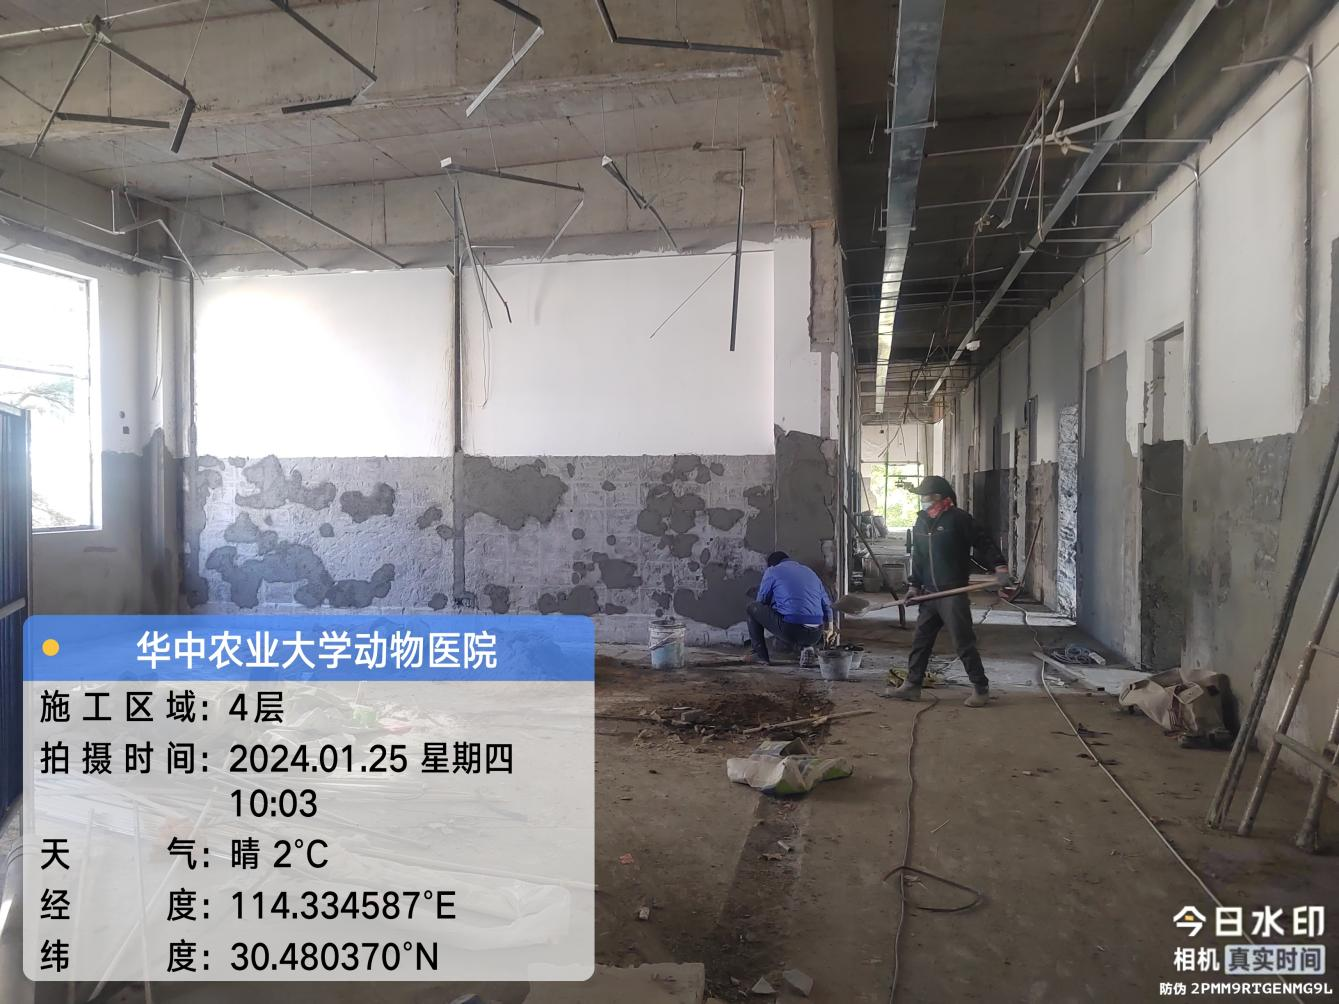 华中农业大学动物医院
施工区域：4层
拍摄时间：2024.01.25 星期四
10:03
天气：晴 2°C
经度：114.334587°E
纬度：30.480370°N
今日水印
相机 真实时间
防伪 2PMM9RTGENMG9L